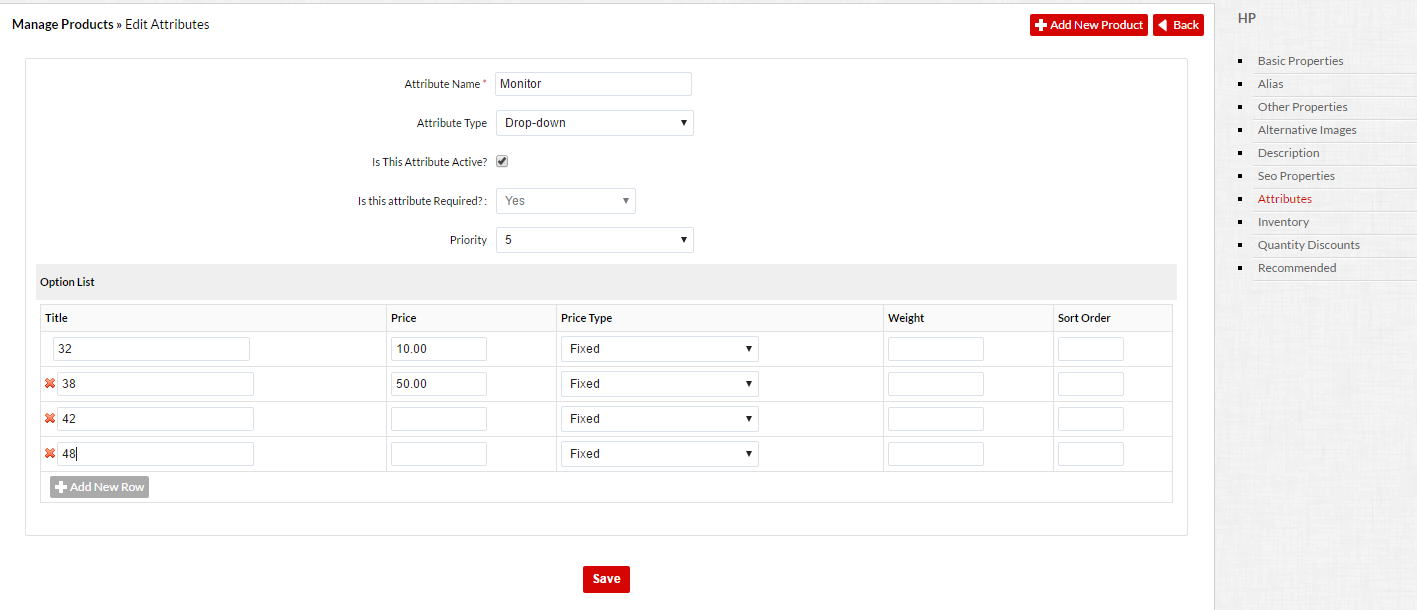 Manage Products » Edit Attributes
Add New Product
Back
Attribute Name * Monitor
Attribute Type Drop-down
Is This Attribute Active?
Is this attribute Required? : Yes
Priority 5
Option List
Title Price Price Type Weight Sort Order
32 10.00 Fixed
38 50.00 Fixed
42 Fixed
48 Fixed
Add New Row
Save
HP
Basic Properties
Alias
Other Properties
Alternative Images
Description
Seo Properties
Attributes
Inventory
Quantity Discounts
Recommended